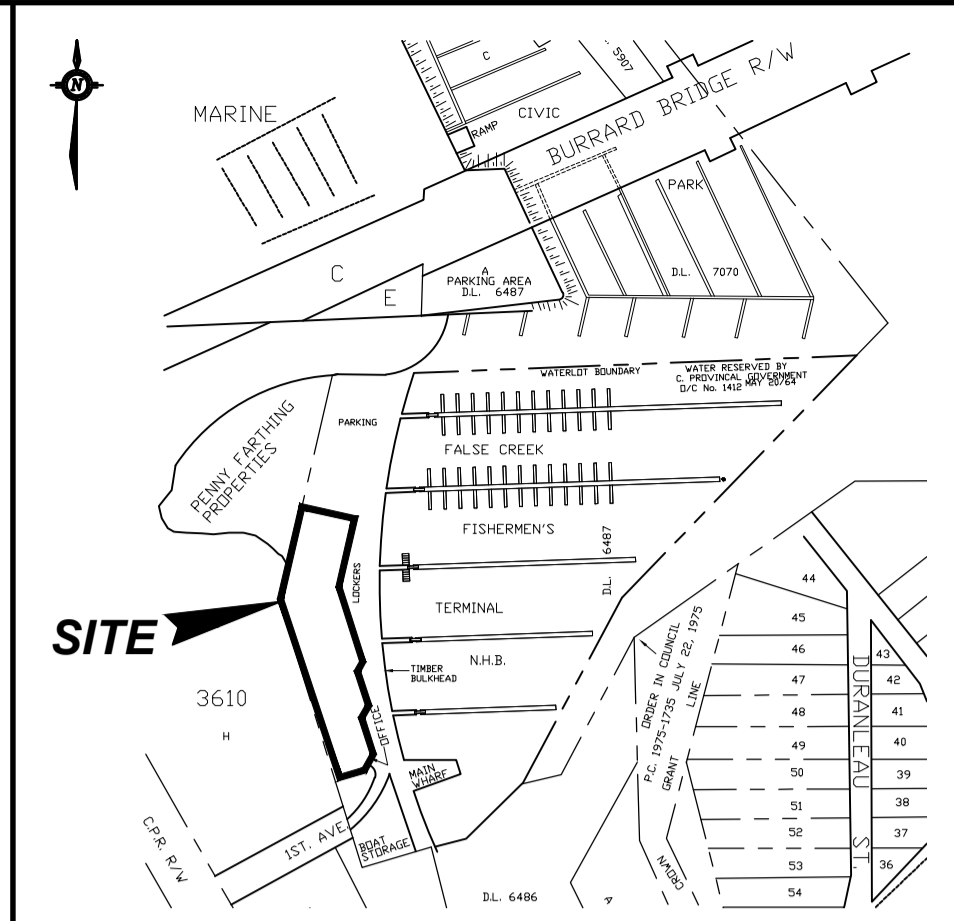 N
MARINE
C
5907
BURRARD BRIDGE R/W
CIVIC
RAMP
PARK
D.L. 7070
C
E
A
PARKING AREA
D.L. 6487
WATERLOT BOUNDARY
WATER RESERVED BY
C. PROVINCAL GOVERNMENT
O/C No. 1412 MAY 20/64
PENNY FARTHING
PROPERTIES
PARKING
FALSE CREEK
FISHERMEN'S
D.L. 6487
LOCKERS
TERMINAL
N.H.B.
TIMBER
BULKHEAD
SITE
3610
H
OFFICE
MAIN
WHARF
1ST. AVE.
BOAT
STORAGE
C.P.R. R/W
D.L. 6486
A
ORDER IN COUNCIL
P.C. 1975-1735 JULY 22, 1975
CROWN GRANT LINE
44
45
46
47
48
49
50
51
52
53
54
DURANLEAU ST.
43
42
41
40
39
38
37
36